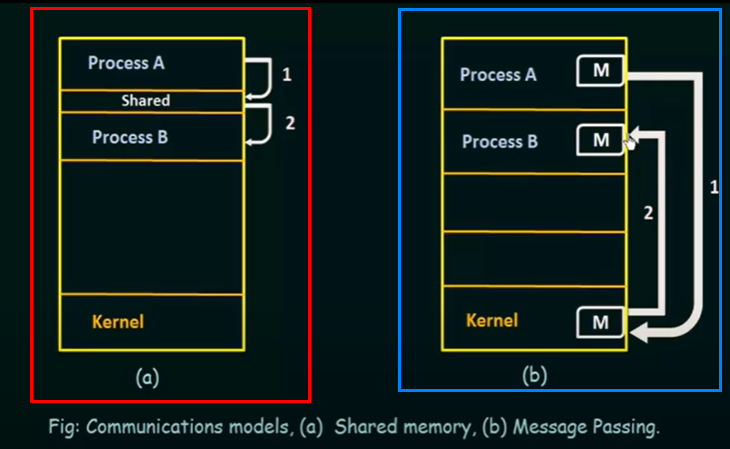 Process A
1
Shared
2
Process B
Kernel
(a)
Process A
M
Process B
M
1
2
Kernel
M
(b)
Fig: Communications models, (a) Shared memory, (b) Message Passing.